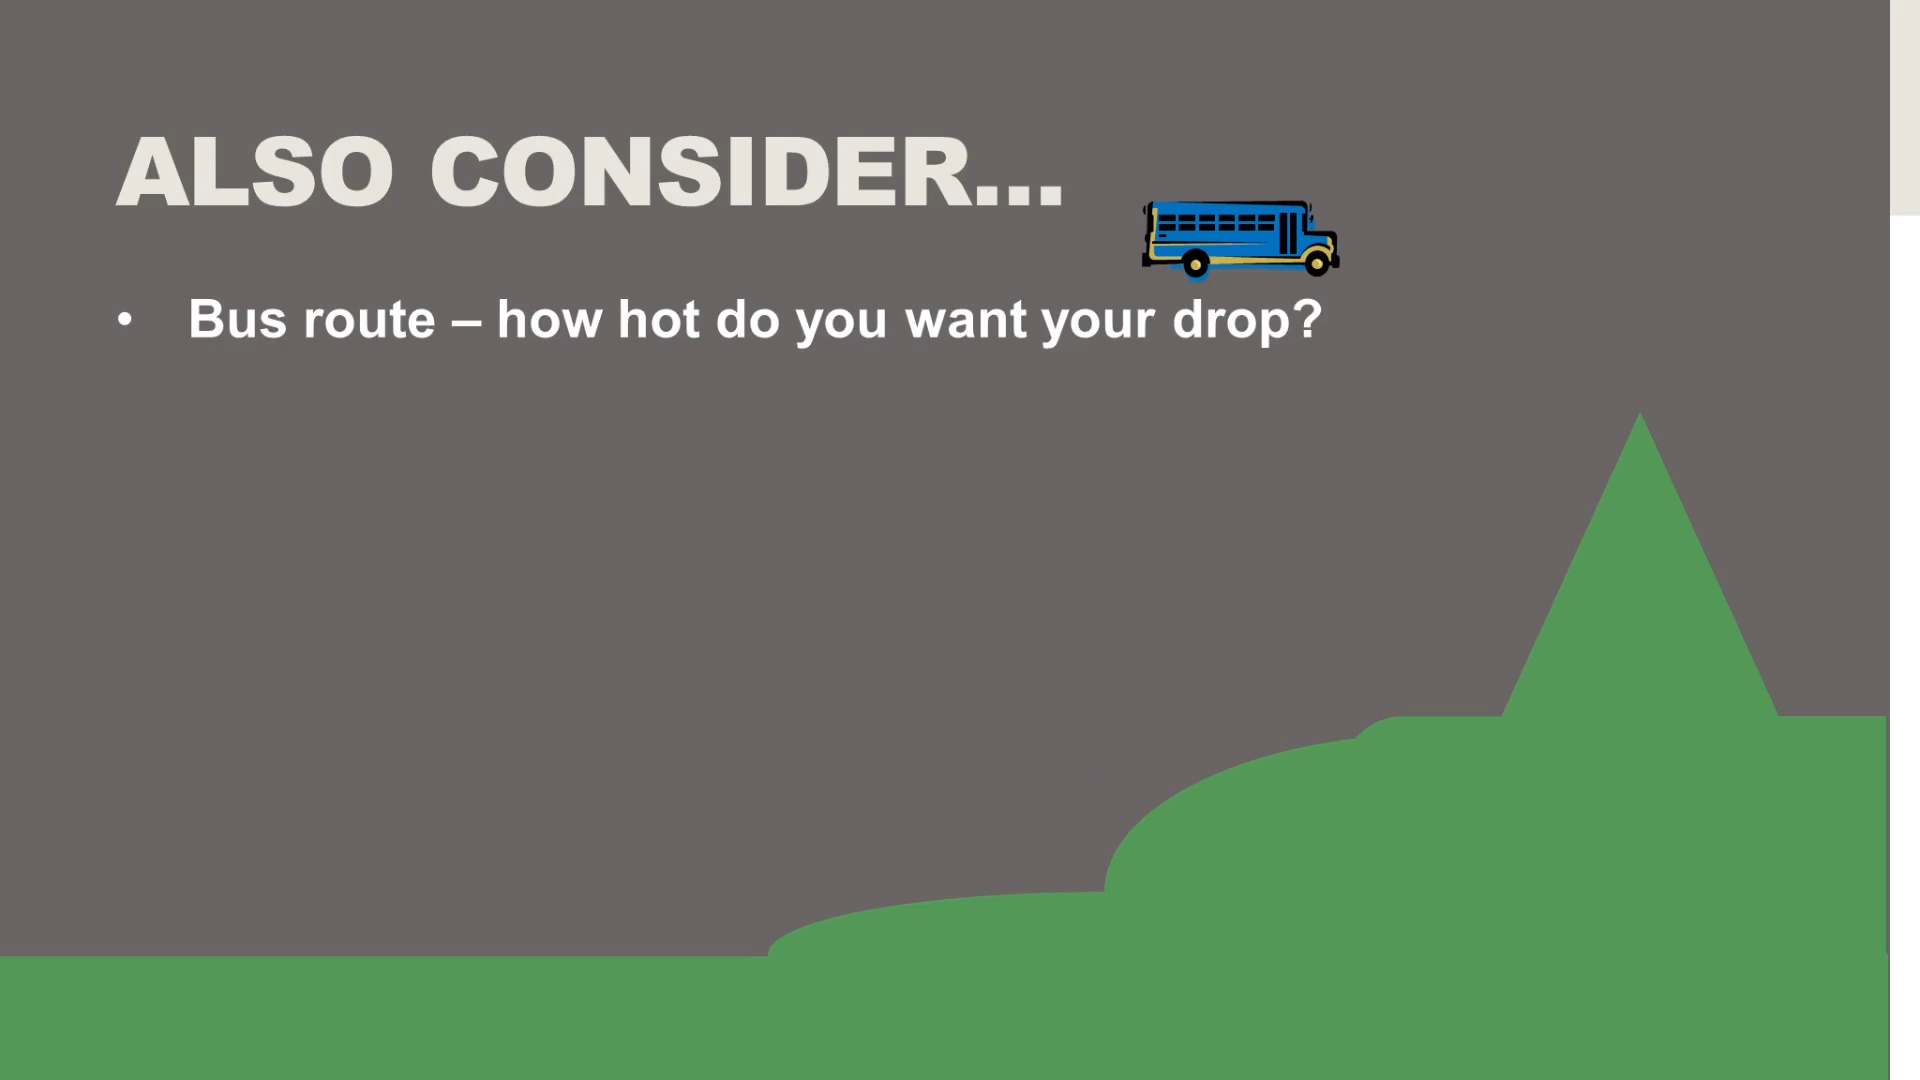 ALSO CONSIDER...
• Bus route – how hot do you want your drop?